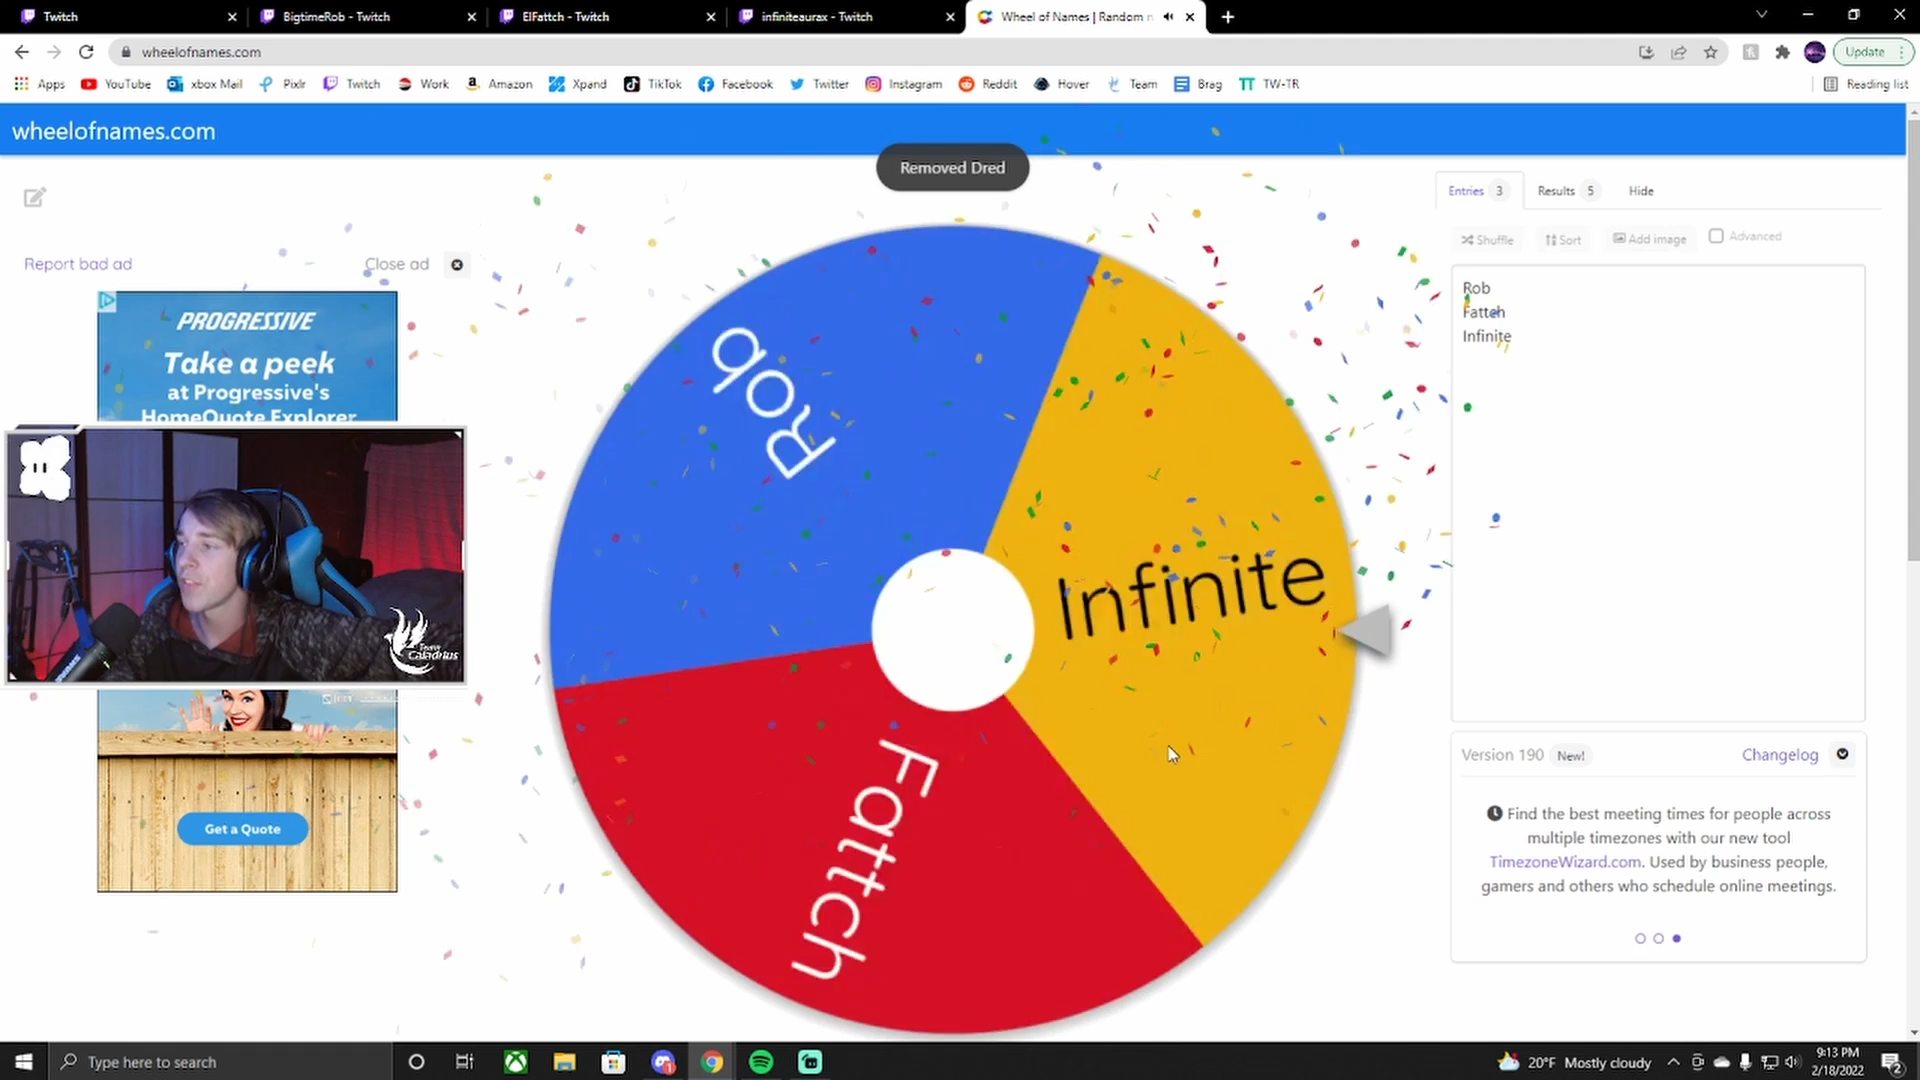 Twitch
BigtimeRob - Twitch
ElFattch - Twitch
infiniteaurax - Twitch
Wheel of Names | Random n
wheelofnames.com
Update
Apps
YouTube
xbox Mail
Pixlr
Twitch
Work
Amazon
Xpand
TikTok
Facebook
Twitter
Instagram
Reddit
Hover
Team
Brag
TT TW-TR
Reading list
wheelofnames.com
Removed Dred
Entries 3
Results 5
Hide
Shuffle
Sort
Add image
Advanced
Report bad ad
Close ad
Rob
Fattch
Infinite
PROGRESSIVE
Take a peek
at Progressive's
HomeQuote Explorer
Rob
Infinite
Fattch
Team
Caladrius
Get a Quote
Version 190 New!
Changelog
Find the best meeting times for people across
multiple timezones with our new tool
TimezoneWizard.com. Used by business people,
gamers and others who schedule online meetings.
Type here to search
20°F Mostly cloudy
9:13 PM
2/18/2022
2